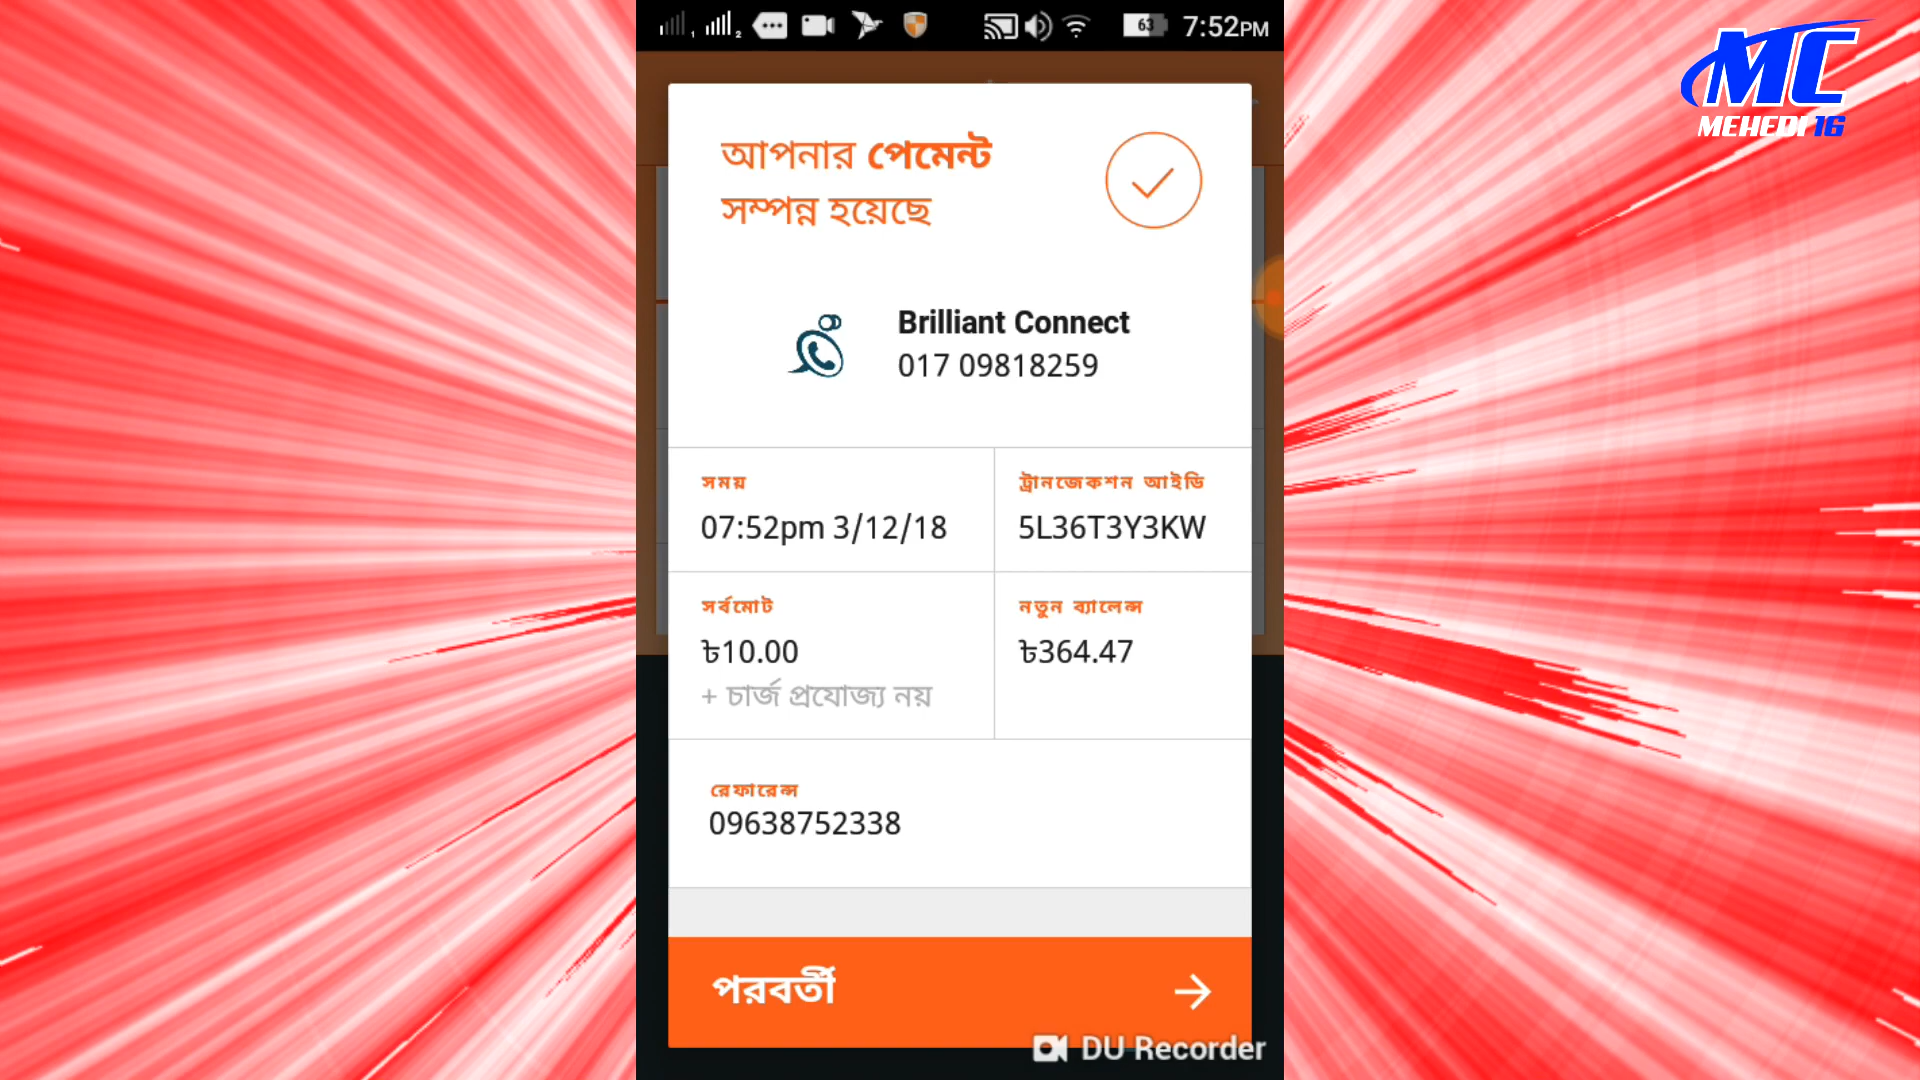 63 7:52PM
MC
MEHEDI 16
আপনার পেমেন্ট
সম্পন্ন হয়েছে
Brilliant Connect
017 09818259
সময়
07:52pm 3/12/18
ট্রানজেকশন আইডি
5L36T3Y3KW
সর্বমোট
৳10.00
+ চার্জ প্রযোজ্য নয়
নতুন ব্যালেন্স
৳364.47
রেফারেন্স
09638752338
পরবর্তী
DU Recorder